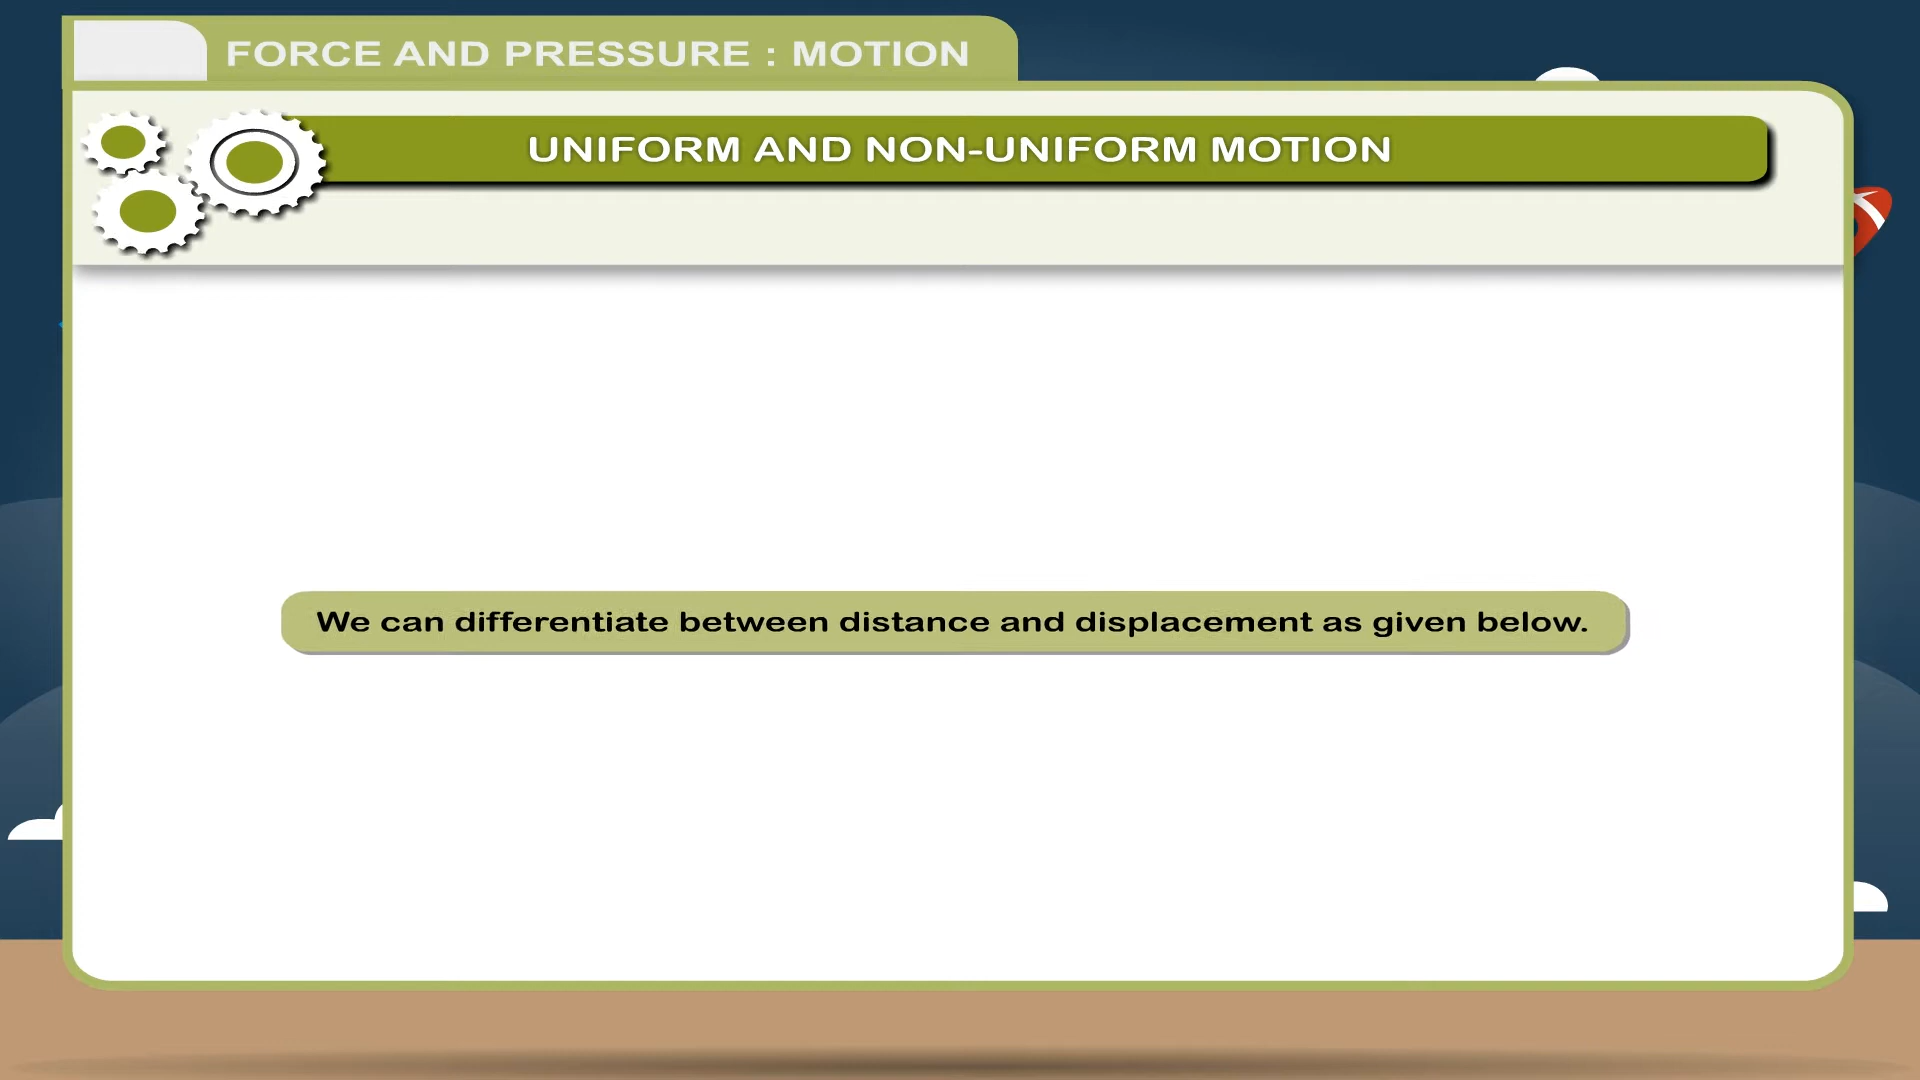 FORCE AND PRESSURE : MOTION
UNIFORM AND NON-UNIFORM MOTION
We can differentiate between distance and displacement as given below.